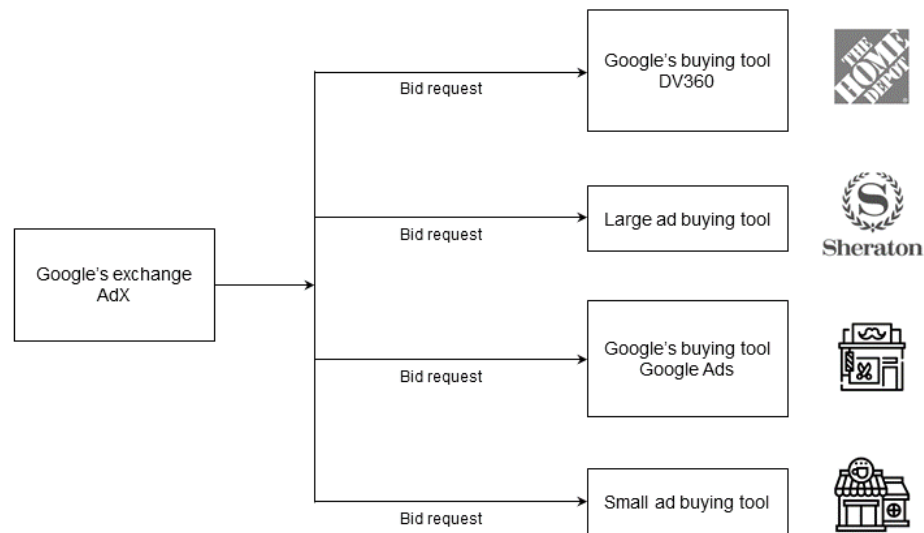 Google's buying tool
DV360
THE
HOME
DEPOT
Bid request
Large ad buying tool
S
Sheraton
Bid request
Google's exchange
AdX
Google's buying tool
Google Ads
Bid request
Small ad buying tool
Bid request